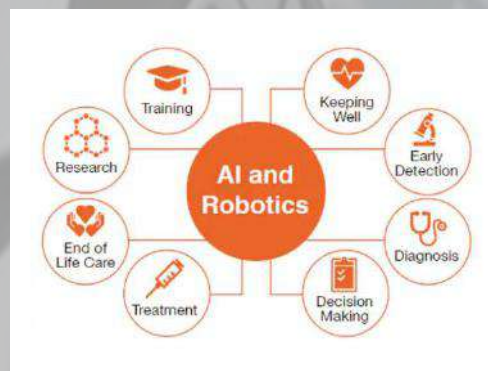 Training
Keeping
Well
Research
Early
Detection
AI and
Robotics
End of
Life Care
Diagnosis
Treatment
Decision
Making